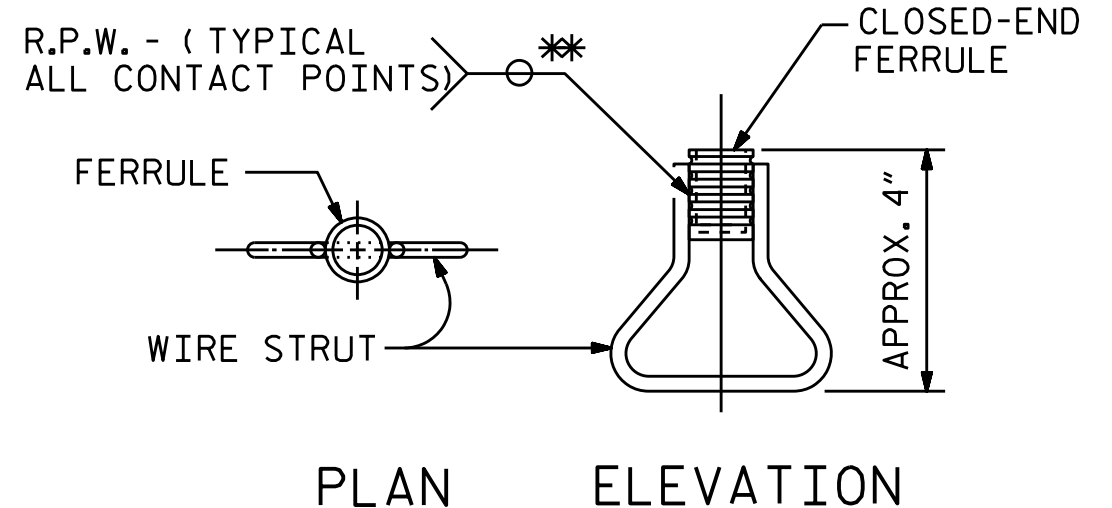 R.P.W. - ( TYPICAL
ALL CONTACT POINTS)
**
CLOSED-END
FERRULE
FERRULE
APPROX. 4"
WIRE STRUT
PLAN
ELEVATION